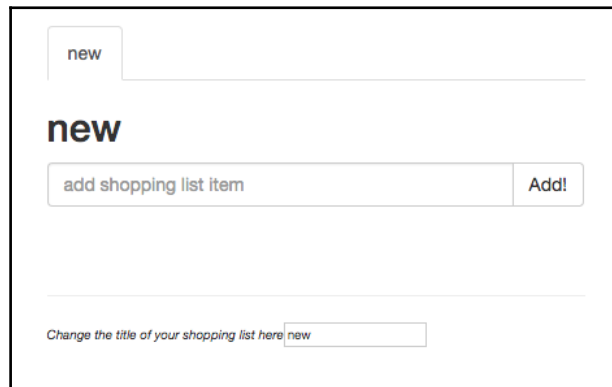 new
new
add shopping list item Add!
Change the title of your shopping list here new